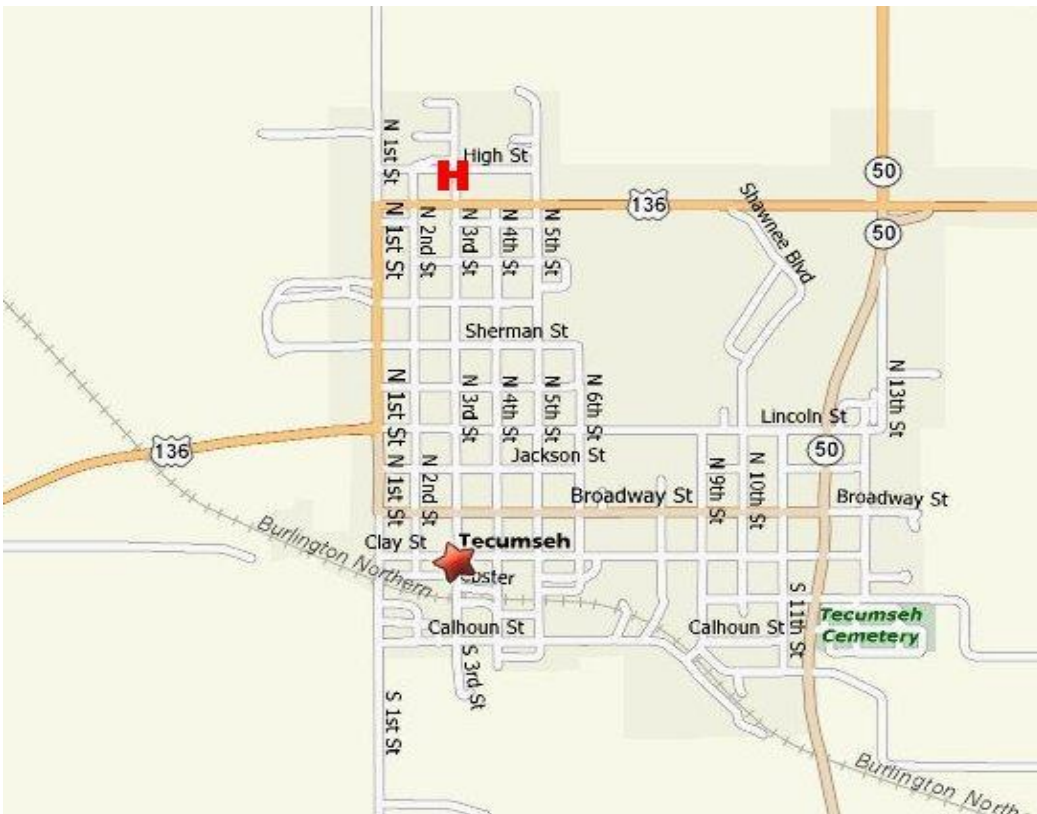 N 1st St
High St
H
50
136
Shawnee Blvd
N 1st St
N 2nd St
N 3rd St
N 4th St
N 5th St
50
Sherman St
N 1st St
N 3rd St
N 4th St
N 5th St
N 6th St
N 13th St
Lincoln St
136
Jackson St
50
N 1st St
N 2nd St
N 9th St
N 10th St
Broadway St
Broadway St
Clay St
Tecumseh
Burlington Northern
Calhoun St
Calhoun St
S 11th St
Tecumseh
Cemetery
S 3rd St
S 1st St
Burlington North